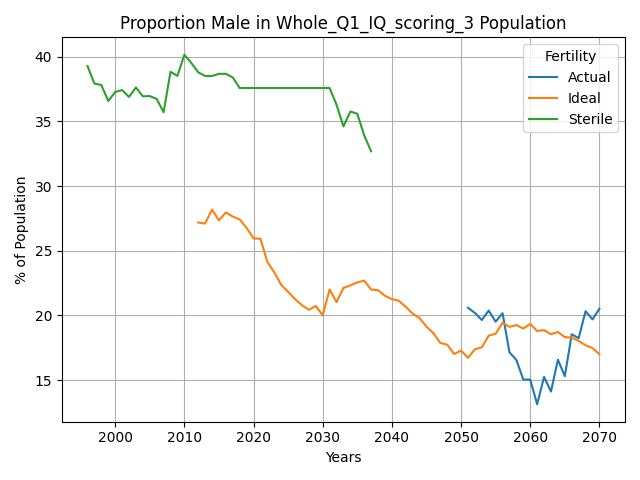 Proportion Male in Whole_Q1_IQ_scoring_3 Population
Fertility
Actual
Ideal
Sterile
% of Population
40
35
30
25
20
15
2000
2010
2020
2030
2040
2050
2060
2070
Years